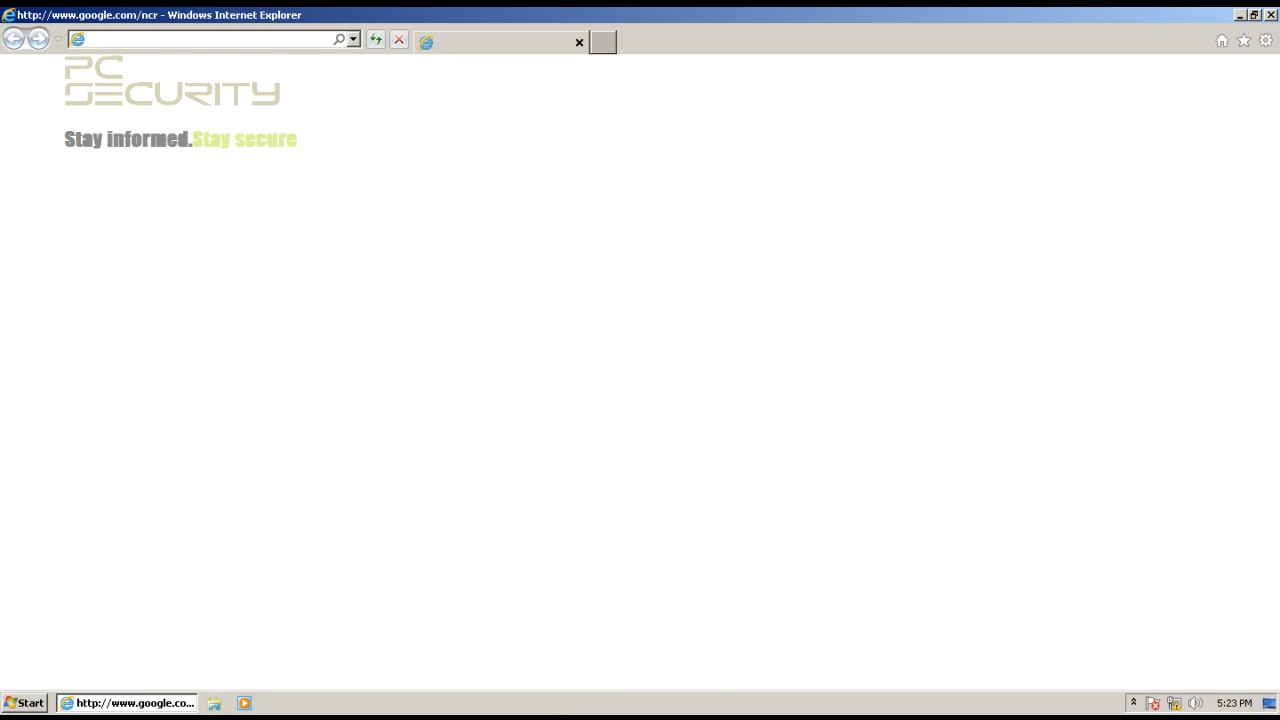 http://www.google.com/ncr - Windows Internet Explorer
PC
SECURITY
Stay informed.Stay secure
Start
http://www.google.co...
5:23 PM